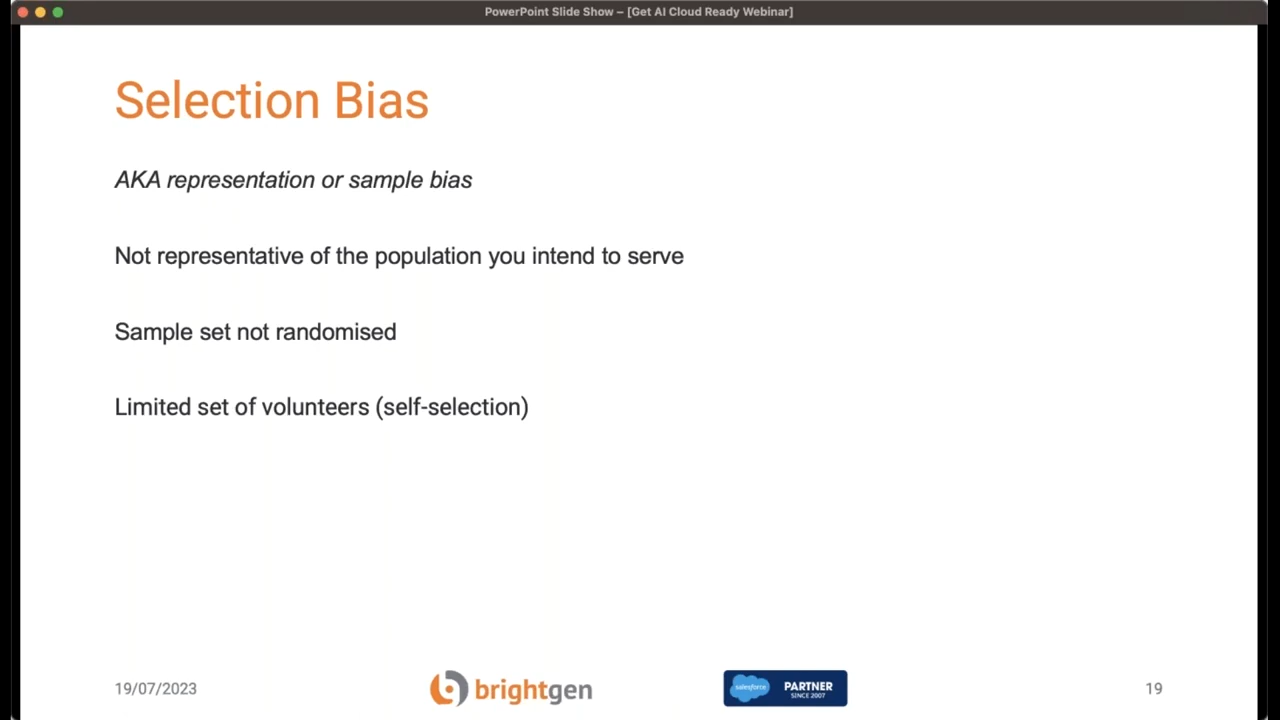 PowerPoint Slide Show – [Get AI Cloud Ready Webinar]
Selection Bias
AKA representation or sample bias
Not representative of the population you intend to serve
Sample set not randomised
Limited set of volunteers (self-selection)
19/07/2023
brightgen
salesforce
PARTNER
SINCE 2007
19